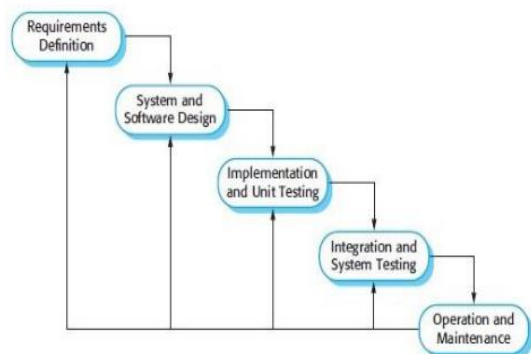 Requirements
Definition
System and
Software Design
Implementation
and Unit Testing
Integration and
System Testing
Operation and
Maintenance